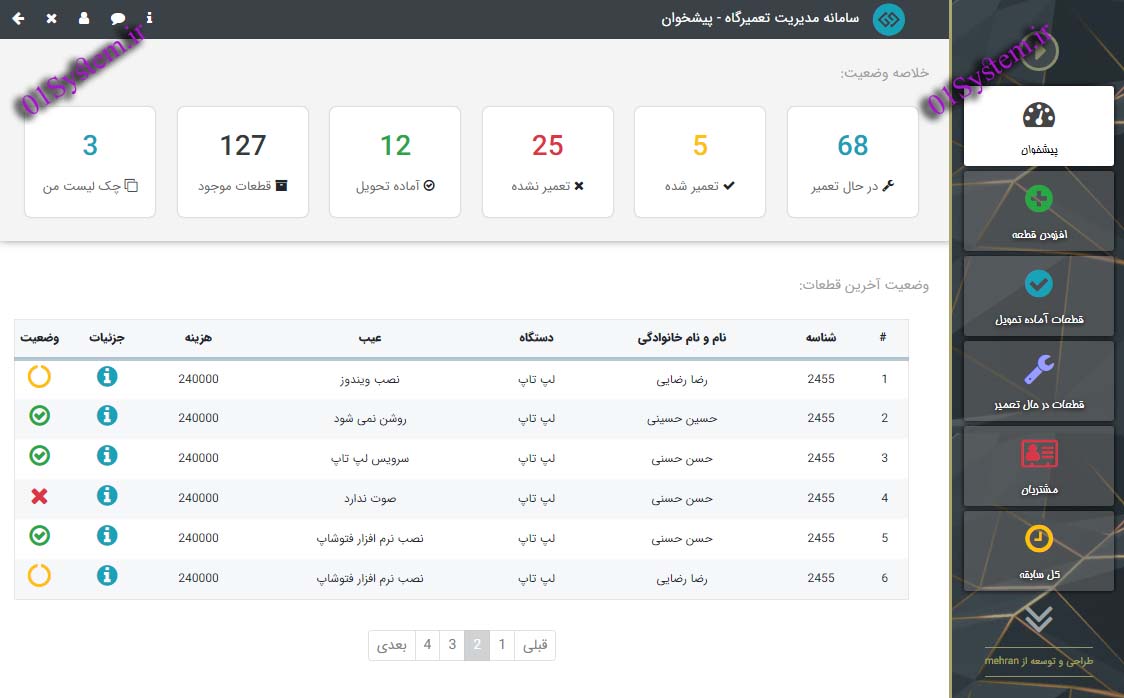 سامانه مدیریت تعمیرگاه - پیشخوان
01System.ir
01System.ir
پیشخوان
افزودن قطعه
قطعات آماده تحویل
قطعات در حال تعمیر
مشتریان
کل سابقه
طراحی و توسعه از mehran
خلاصه وضعیت:
68
در حال تعمیر
5
تعمیر شده
25
تعمیر نشده
12
آماده تحویل
127
قطعات موجود
3
چک لیست من
وضعیت آخرین قطعات:
# شناسه نام و نام خانوادگی دستگاه عیب هزینه جزئیات وضعیت
1 2455 رضا رضایی لپ تاپ نصب ویندوز 240000
2 2455 حسین حسینی لپ تاپ روشن نمی شود 240000
3 2455 حسن حسنی لپ تاپ سرویس لپ تاپ 240000
4 2455 حسن حسنی لپ تاپ صوت ندارد 240000
5 2455 حسن حسنی لپ تاپ نصب نرم افزار فتوشاپ 240000
6 2455 رضا رضایی لپ تاپ نصب نرم افزار فتوشاپ 240000
قبلی 1 2 3 4 بعدی